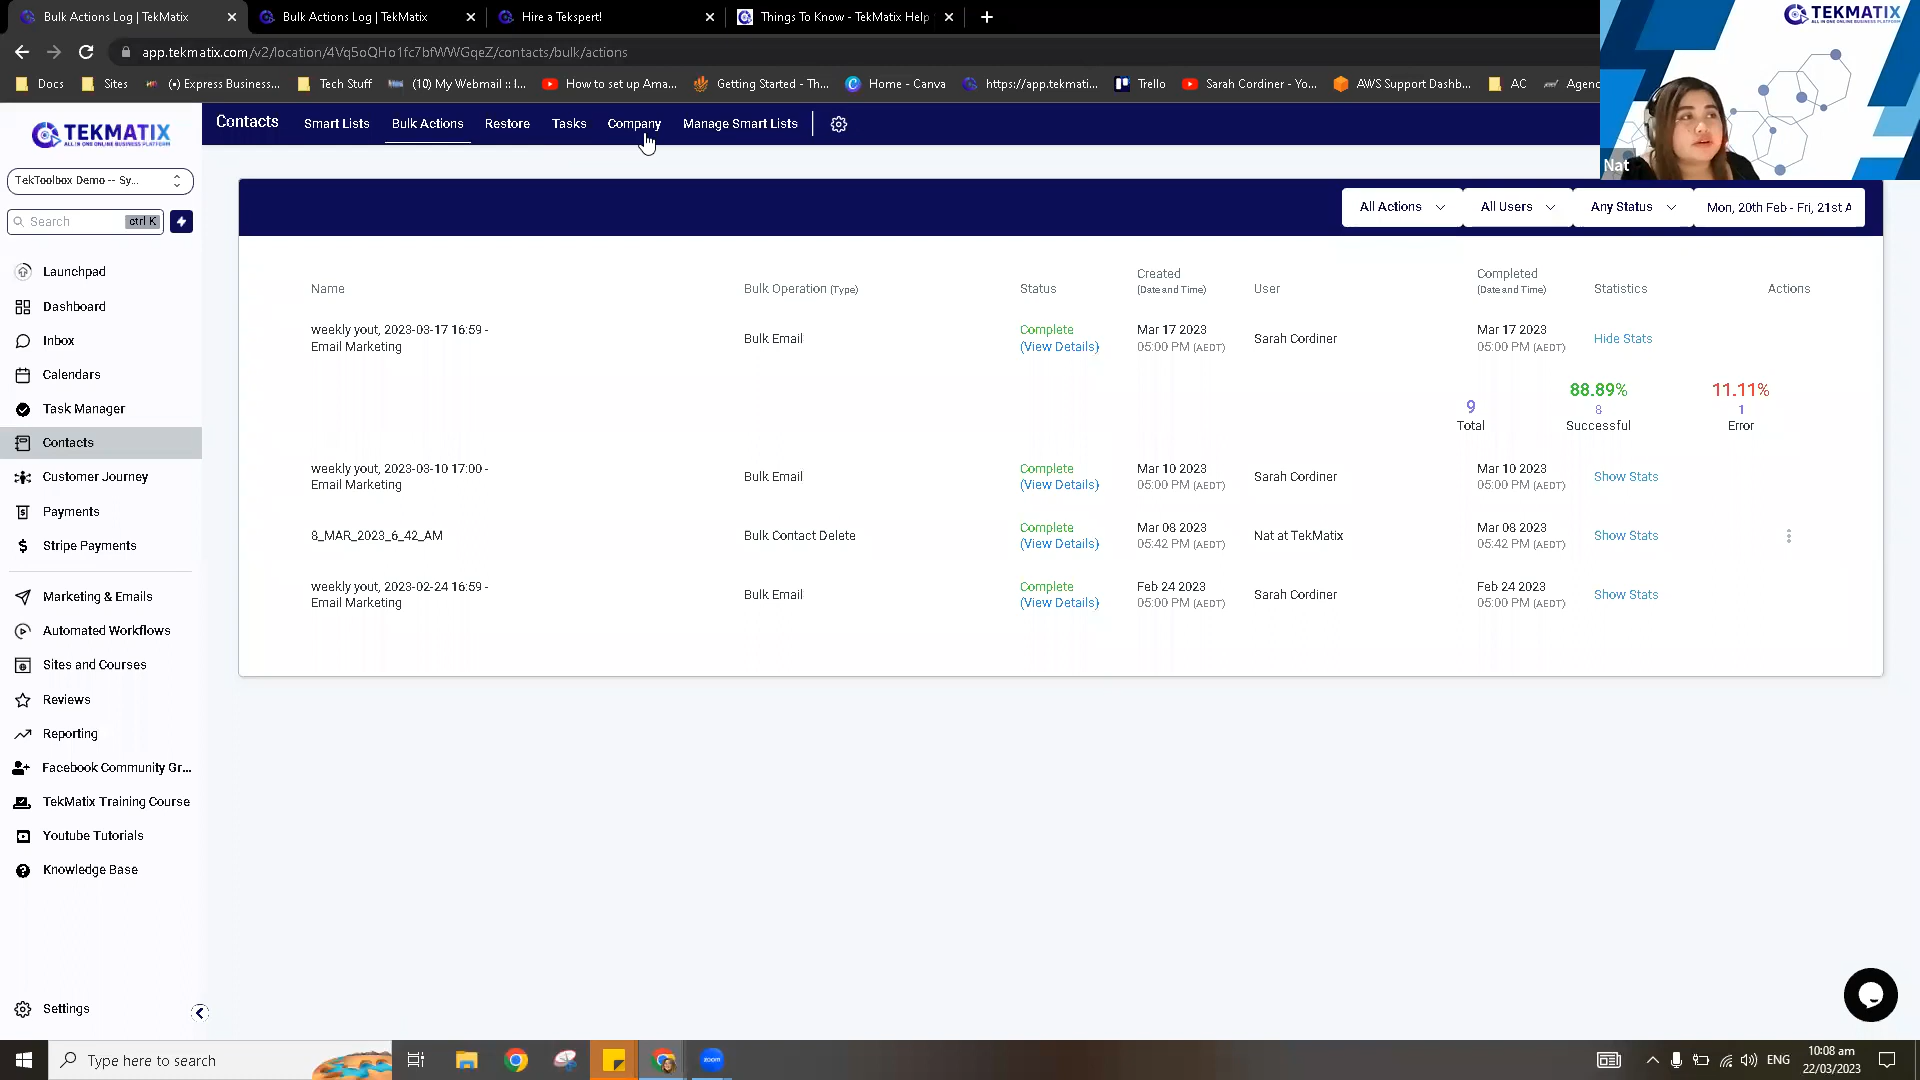 Bulk Actions Log | TekMatix
Bulk Actions Log | TekMatix
Hire a Tekspert!
Things To Know - TekMatix Help
app.tekmatix.com/v2/location/4Vq5oQHo1fc7bfWWGqeZ/contacts/bulk/actions
Docs
Sites
(•) Express Business...
Tech Stuff
(10) My Webmail :: I...
How to set up Ama...
Getting Started - Th...
Home - Canva
https://app.tekmati...
Trello
Sarah Cordiner - Yo...
AWS Support Dashb...
AC
Agenc
TEKMATIX
ALL IN ONE ONLINE BUSINESS PLATFORM
Nat
TEKMATIX
ALL IN ONE ONLINE BUSINESS PLATFORM
Contacts
Smart Lists
Bulk Actions
Restore
Tasks
Company
Manage Smart Lists
TekToolbox Demo -- Sy...
Search
ctrl K
Launchpad
Dashboard
Inbox
Calendars
Task Manager
Contacts
Customer Journey
Payments
Stripe Payments
Marketing & Emails
Automated Workflows
Sites and Courses
Reviews
Reporting
Facebook Community Gr...
TekMatix Training Course
Youtube Tutorials
Knowledge Base
Settings
All Actions
All Users
Any Status
Mon, 20th Feb - Fri, 21st A
Name
Bulk Operation (Type)
Status
Created
(Date and Time)
User
Completed
(Date and Time)
Statistics
Actions
weekly yout, 2023-03-17 16:59 -
Email Marketing
Bulk Email
Complete
(View Details)
Mar 17 2023
05:00 PM (AEDT)
Sarah Cordiner
Mar 17 2023
05:00 PM (AEDT)
Hide Stats
9
Total
88.89%
8
Successful
11.11%
1
Error
weekly yout, 2023-03-10 17:00 -
Email Marketing
Bulk Email
Complete
(View Details)
Mar 10 2023
05:00 PM (AEDT)
Sarah Cordiner
Mar 10 2023
05:00 PM (AEDT)
Show Stats
8_MAR_2023_6_42_AM
Bulk Contact Delete
Complete
(View Details)
Mar 08 2023
05:42 PM (AEDT)
Nat at TekMatix
Mar 08 2023
05:42 PM (AEDT)
Show Stats
weekly yout, 2023-02-24 16:59 -
Email Marketing
Bulk Email
Complete
(View Details)
Feb 24 2023
05:00 PM (AEDT)
Sarah Cordiner
Feb 24 2023
05:00 PM (AEDT)
Show Stats
Type here to search
zoom
ENG
10:08 am
22/03/2023